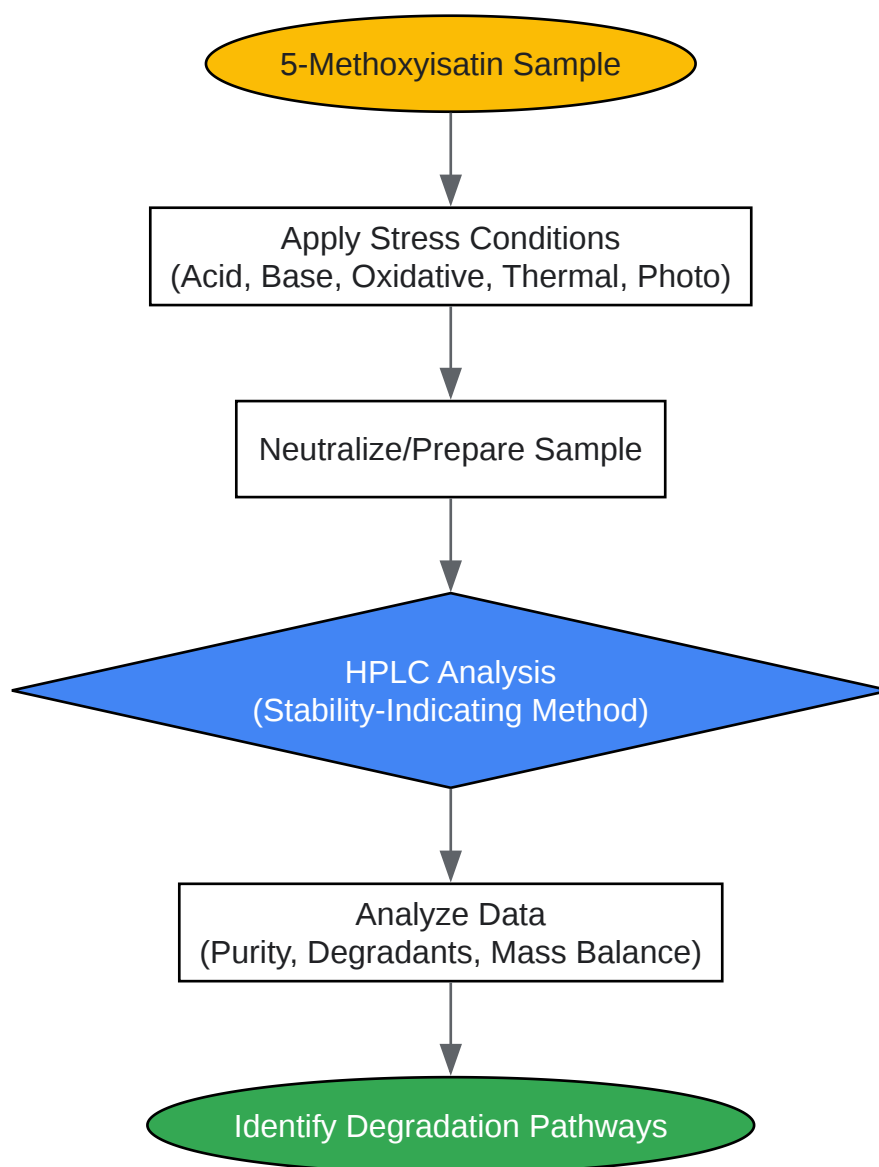 5-Methoxyisatin Sample
Apply Stress Conditions
(Acid, Base, Oxidative, Thermal, Photo)
Neutralize/Prepare Sample
HPLC Analysis
(Stability-Indicating Method)
Analyze Data
(Purity, Degradants, Mass Balance)
Identify Degradation Pathways